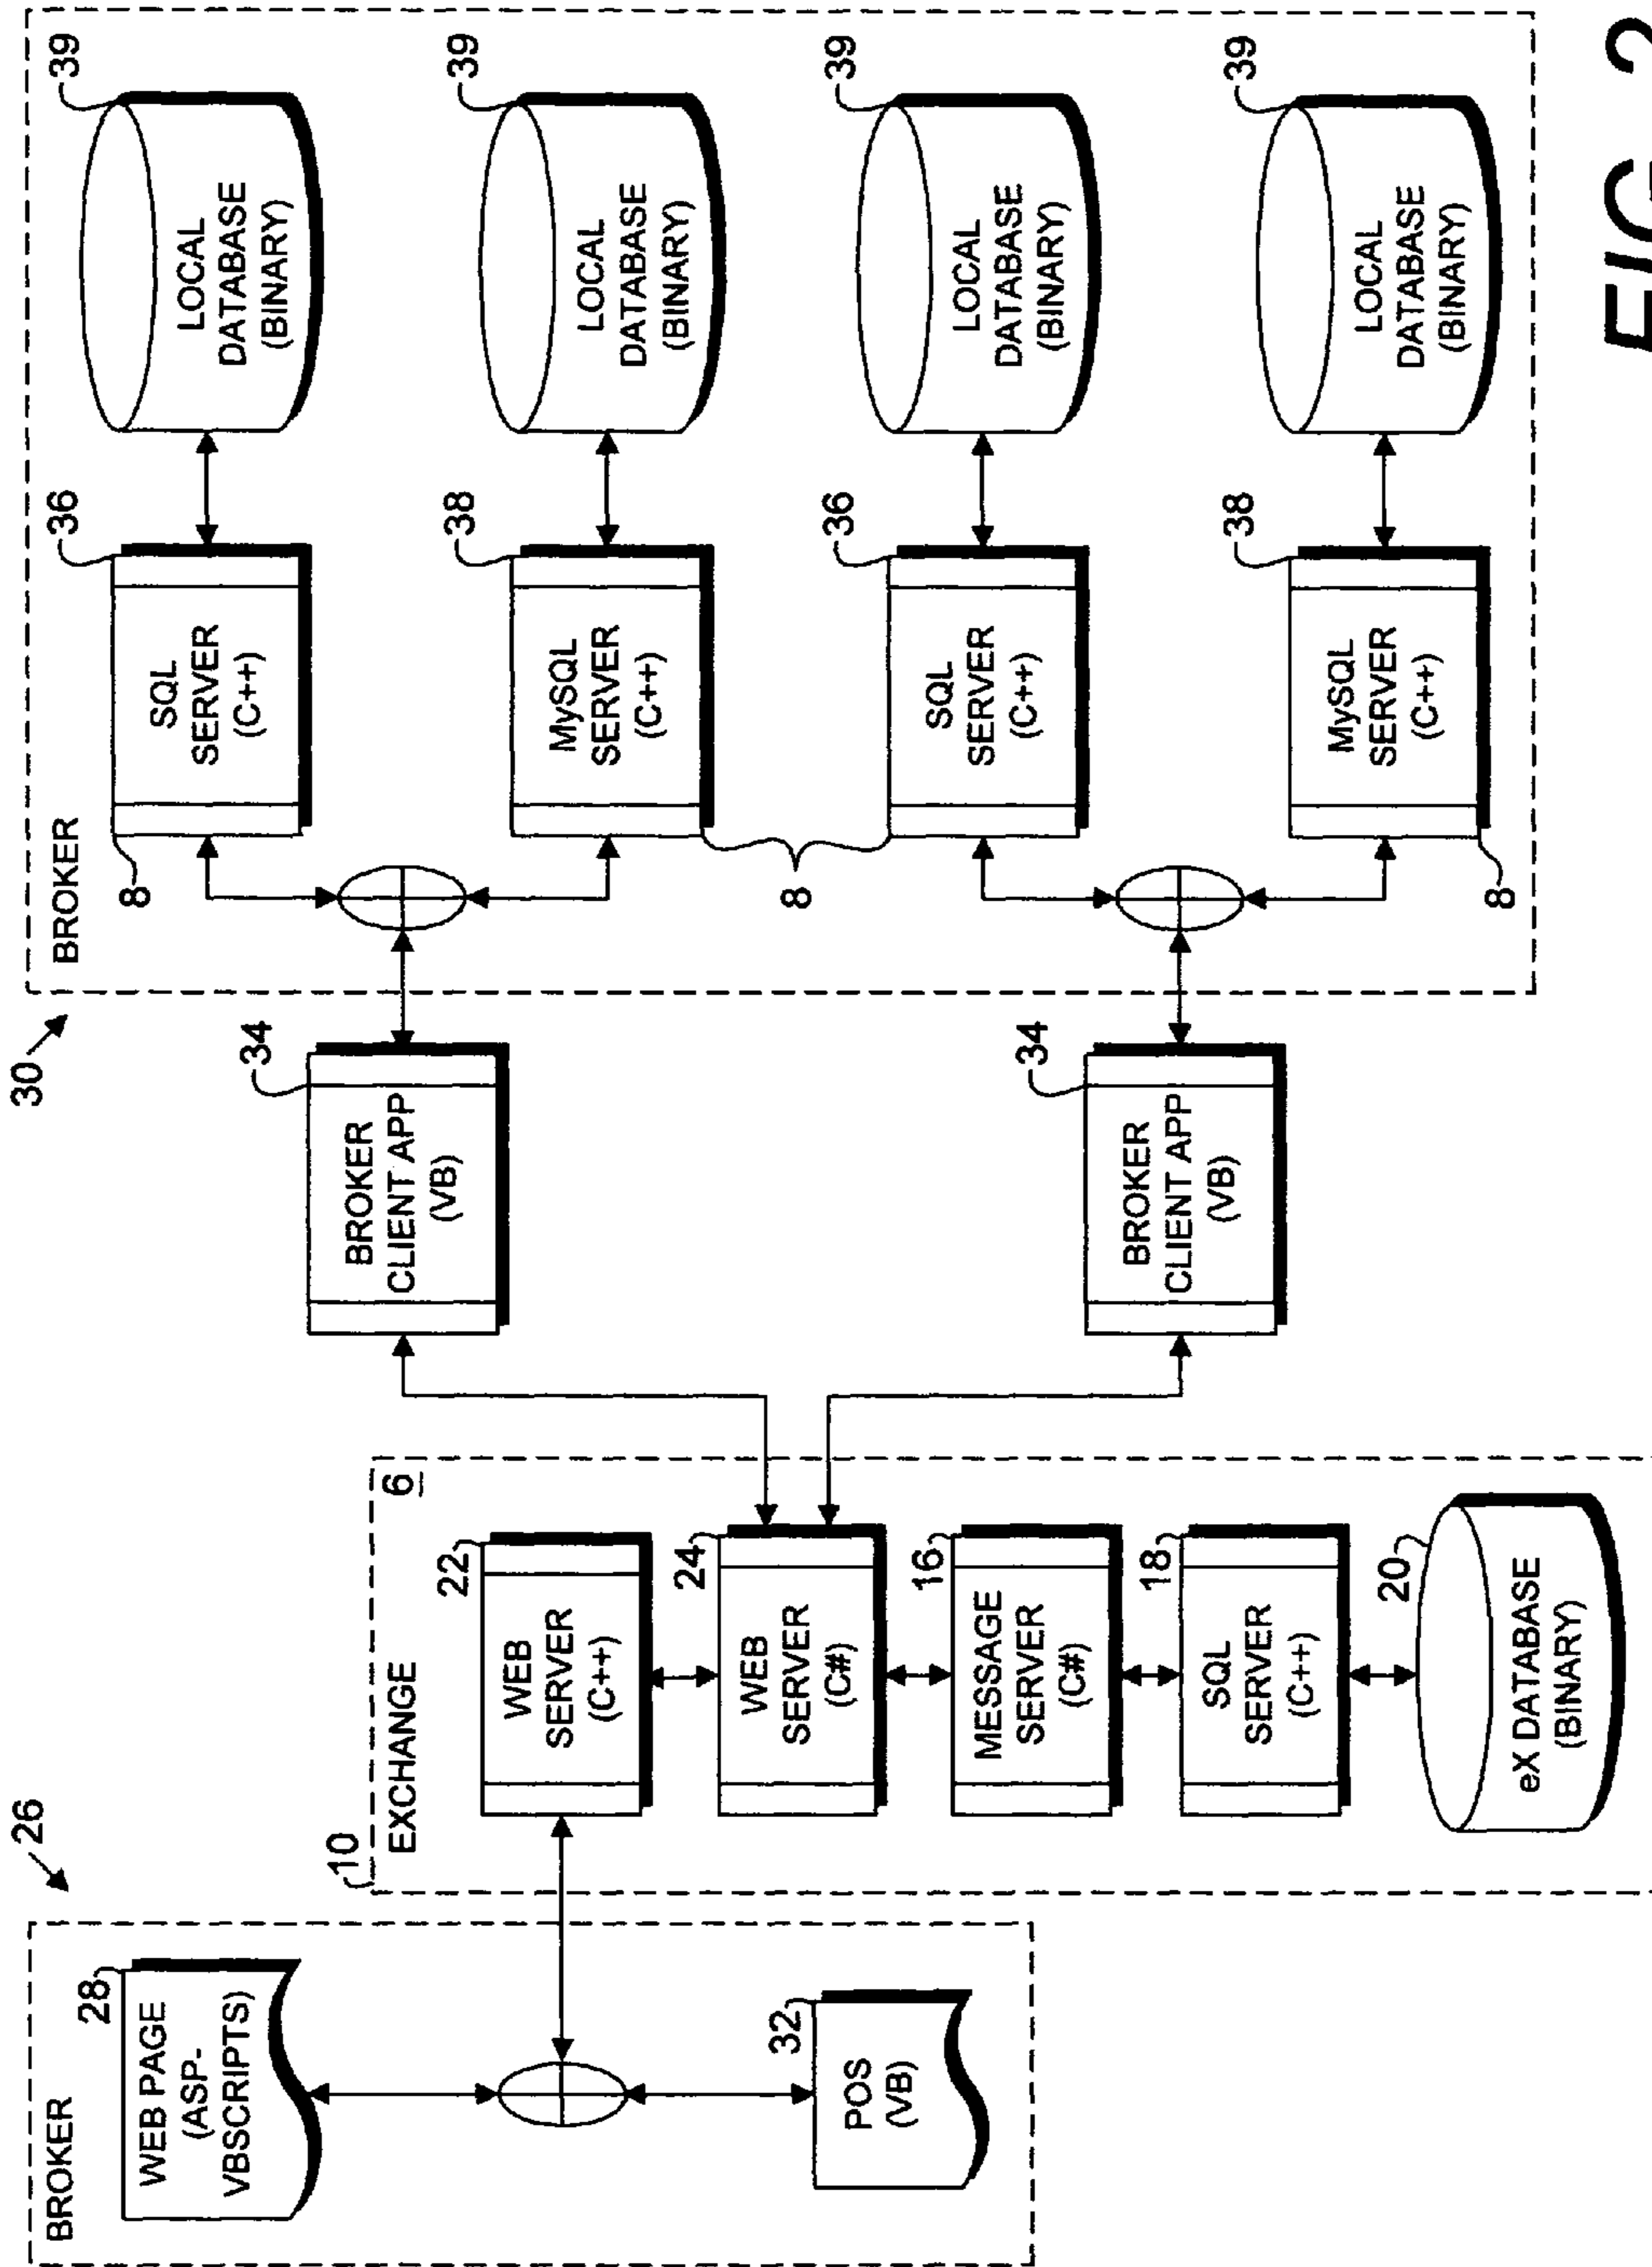 26
BROKER
28
WEB PAGE
(ASP-
VBSCRIPTS)
32
POS
(VB)
10
EXCHANGE
6
22
WEB
SERVER
(C++)
24
WEB
SERVER
(C#)
16
MESSAGE
SERVER
(C#)
18
SQL
SERVER
(C++)
20
eX DATABASE
(BINARY)
34
BROKER
CLIENT APP
(VB)
34
BROKER
CLIENT APP
(VB)
30
BROKER
8
36
SQL
SERVER
(C++)
39
LOCAL
DATABASE
(BINARY)
38
MySQL
SERVER
(C++)
39
LOCAL
DATABASE
(BINARY)
8
36
SQL
SERVER
(C++)
39
LOCAL
DATABASE
(BINARY)
38
MySQL
SERVER
(C++)
8
39
LOCAL
DATABASE
(BINARY)
FIG. 2